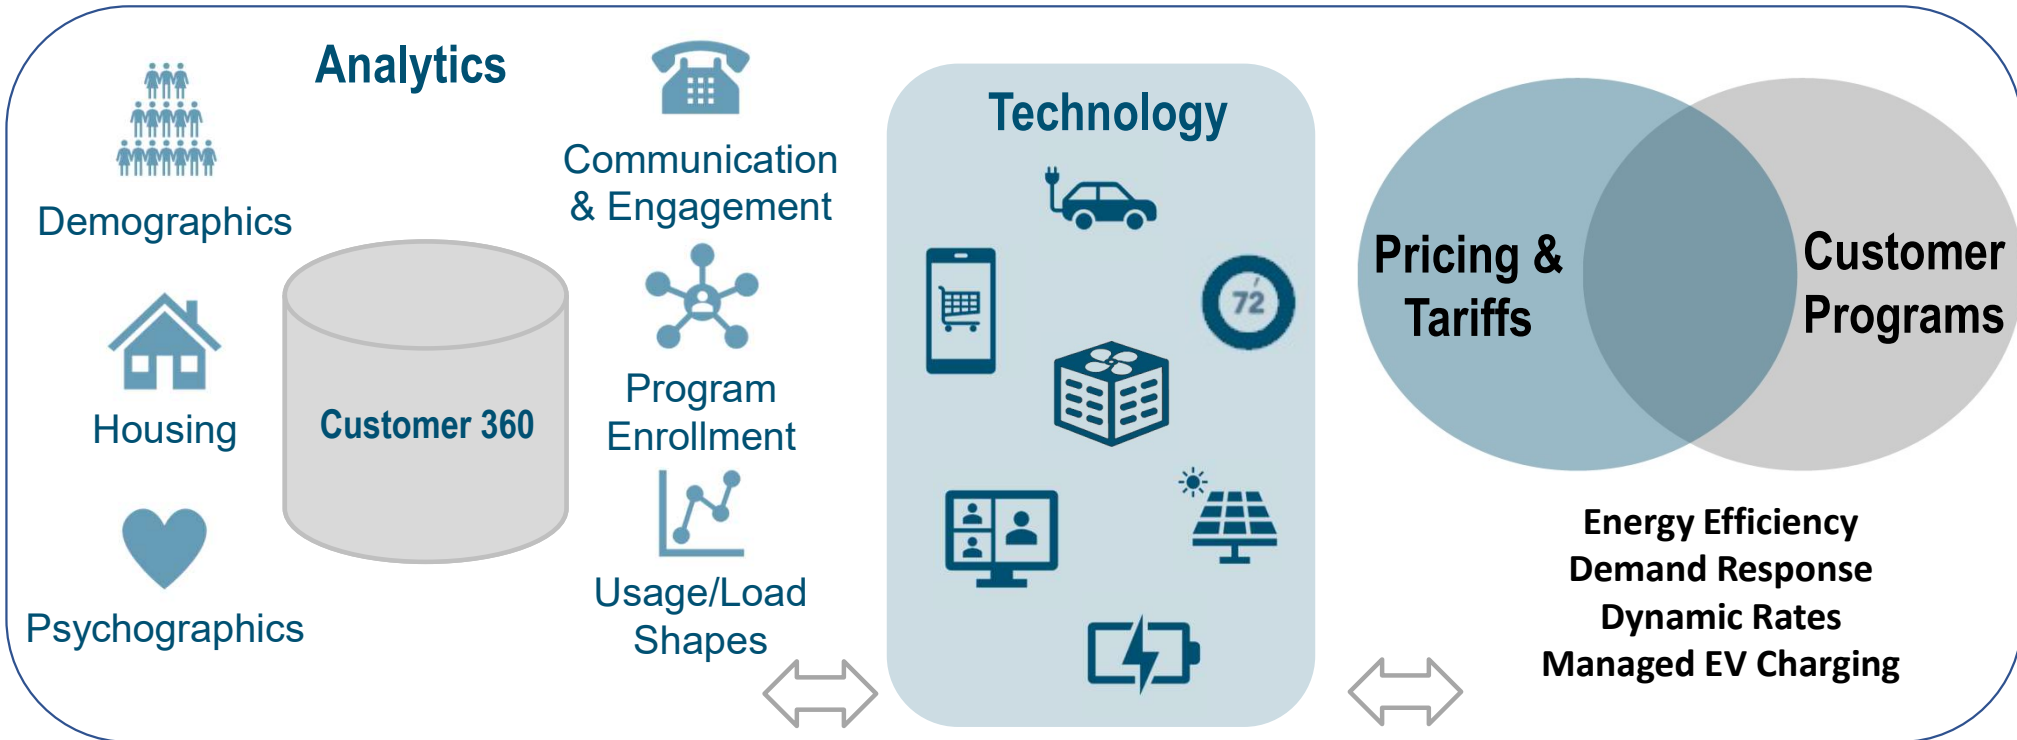 Analytics
Demographics
Housing
Psychographics
Customer 360
Communication
& Engagement
Program
Enrollment
Usage/Load
Shapes
Technology
72
Pricing &
Tariffs
Customer
Programs
Energy Efficiency
Demand Response
Dynamic Rates
Managed EV Charging